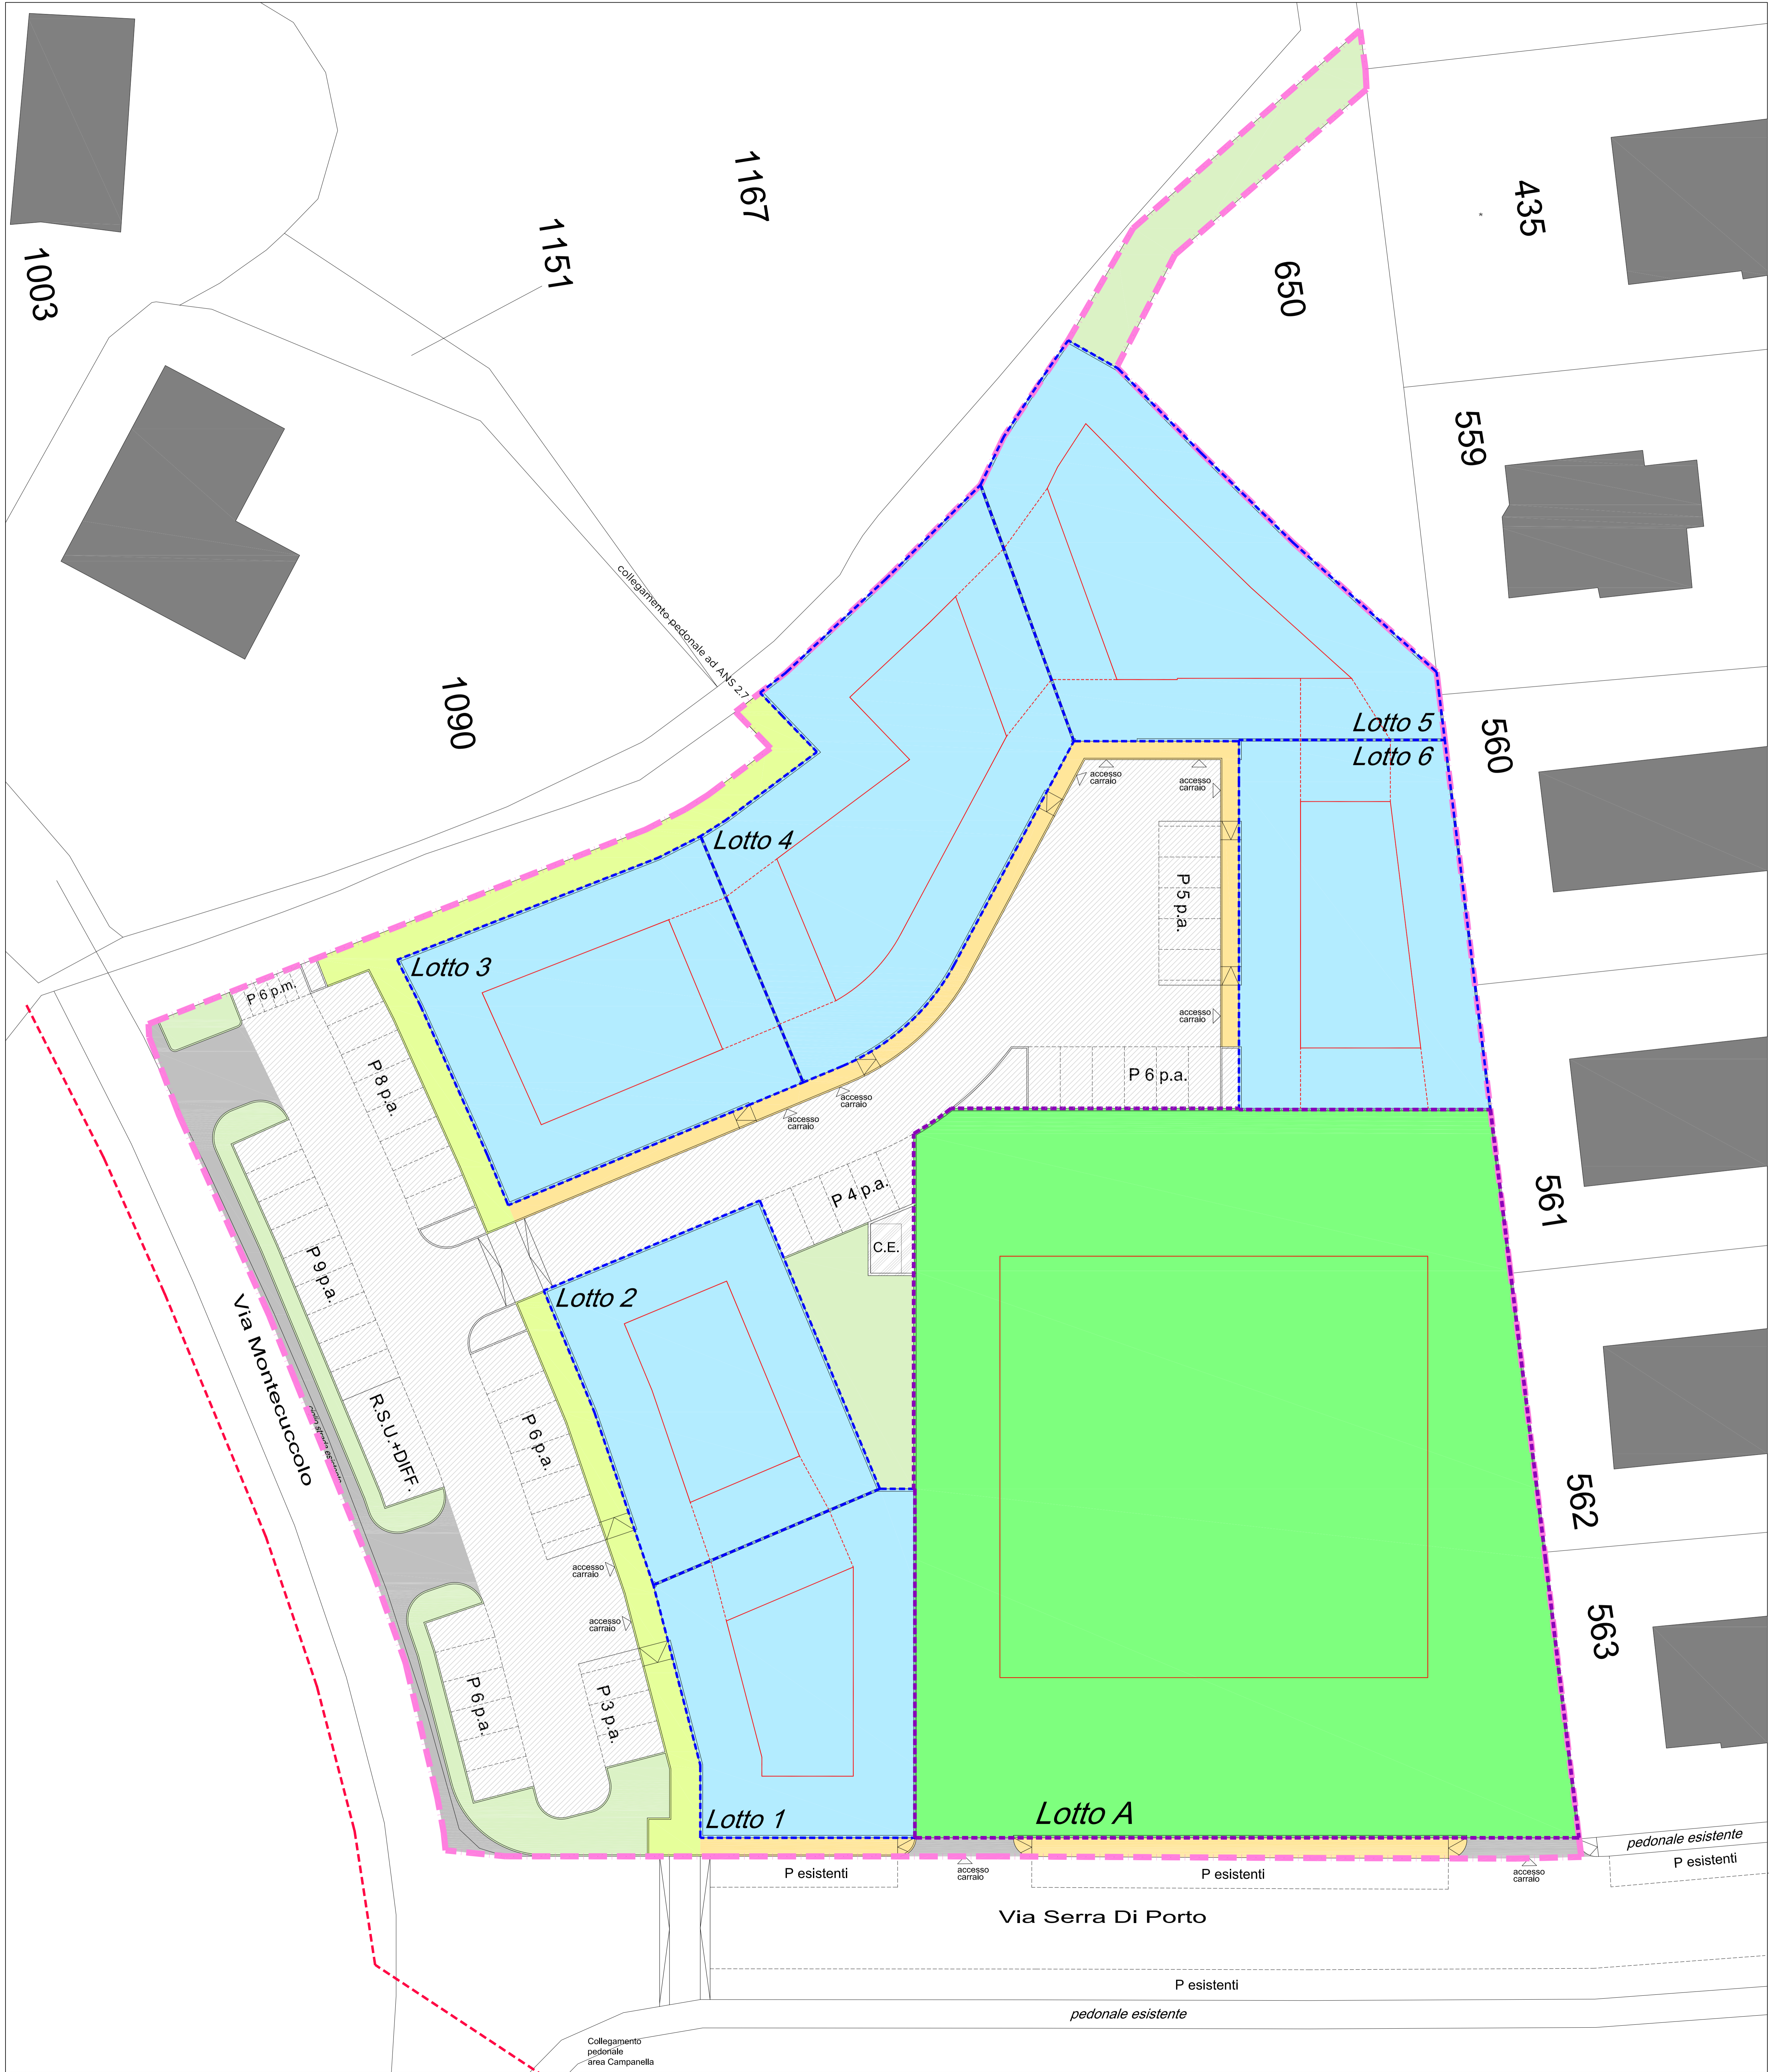 1003
1151
1167
435
650
559
1090
collegamento pedonale ad ANS 2.7
560
Lotto 5
Lotto 6
accesso
carraio
accesso
carraio
Lotto 4
P 5 p.a.
Lotto 3
P 6 p.m.
P 8 p.a.
accesso
carraio
P 6 p.a.
accesso
carraio
accesso
carraio
P 4 p.a.
561
C.E.
P 9 p.a.
Lotto 2
Via Montecuccolo
R.S.U.+DIFF.
P 6 p.a.
562
accesso
carraio
accesso
carraio
563
P 6 p.a.
P 3 p.a.
Lotto 1
Lotto A
pedonale esistente
P esistenti
accesso
carraio
P esistenti
accesso
carraio
P esistenti
Via Serra Di Porto
P esistenti
pedonale esistente
Collegamento
pedonale
area Campanella